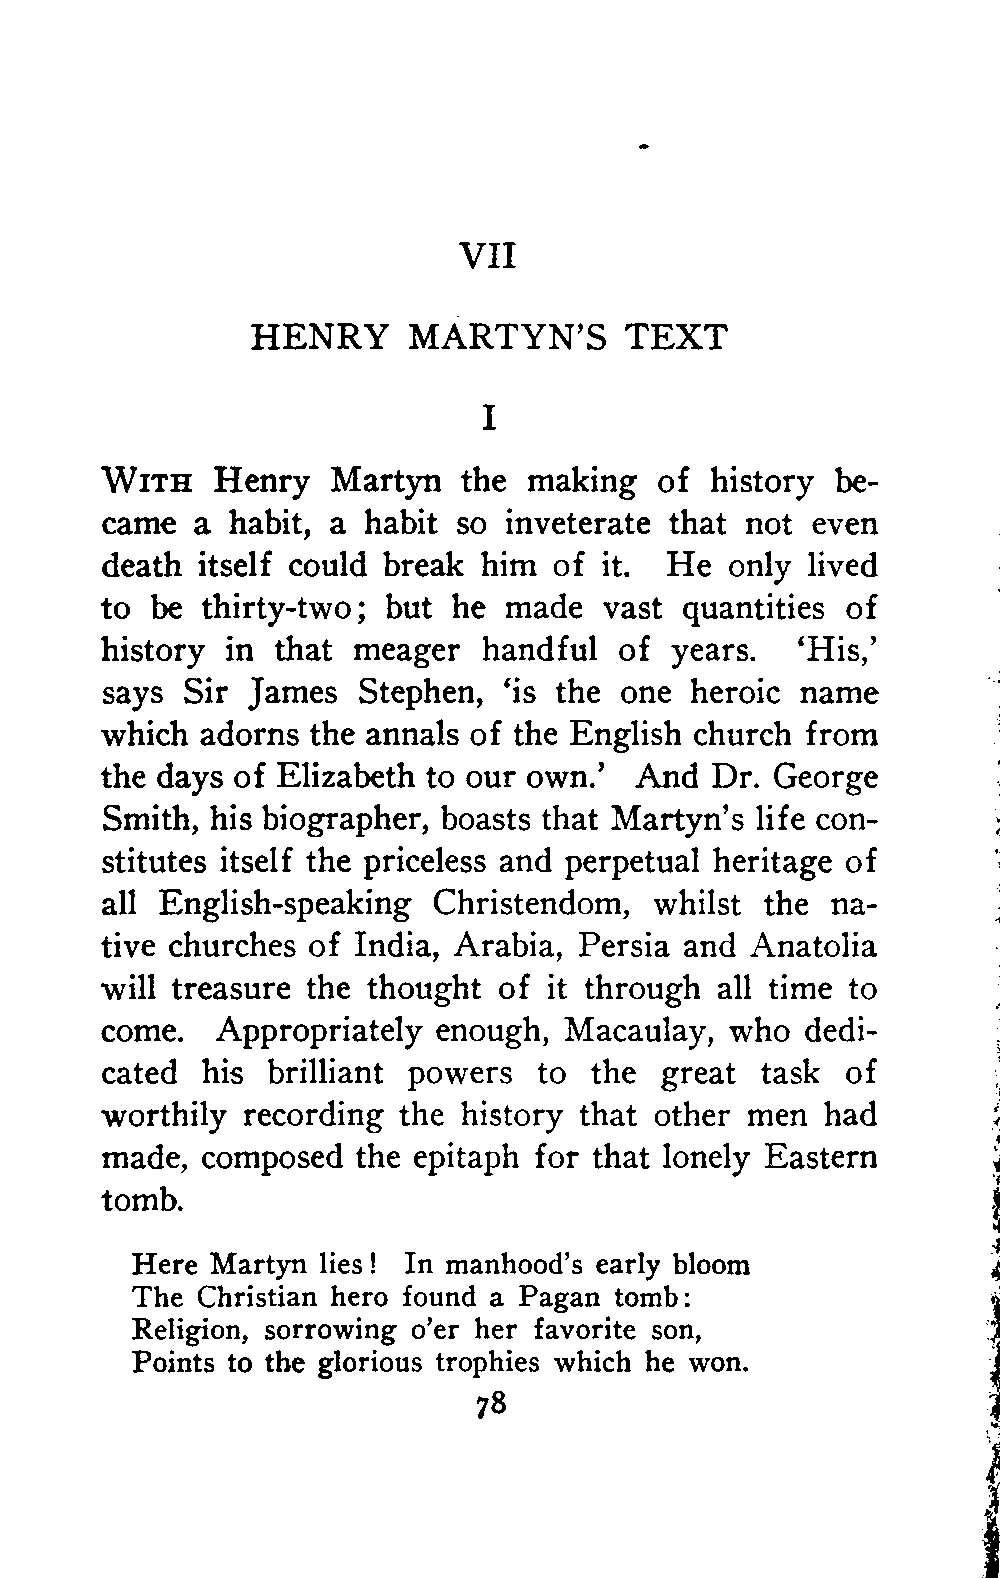 VII
HENRY MARTYN'S TEXT
I
WITH Henry Martyn the making of history be-
came a habit, a habit so inveterate that not even
death itself could break him of it. He only lived
to be thirty-two; but he made vast quantities of
history in that meager handful of years. ‘His,’
says Sir James Stephen, ‘is the one heroic name
which adorns the annals of the English church from
the days of Elizabeth to our own.’ And Dr. George
Smith, his biographer, boasts that Martyn's life con-
stitutes itself the priceless and perpetual heritage of
all English-speaking Christendom, whilst the na-
tive churches of India, Arabia, Persia and Anatolia
will treasure the thought of it through all time to
come. Appropriately enough, Macaulay, who dedi-
cated his brilliant powers to the great task of
worthily recording the history that other men had
made, composed the epitaph for that lonely Eastern
tomb.
Here Martyn lies! In manhood's early bloom
The Christian hero found a Pagan tomb:
Religion, sorrowing o'er her favorite son,
Points to the glorious trophies which he won.
78